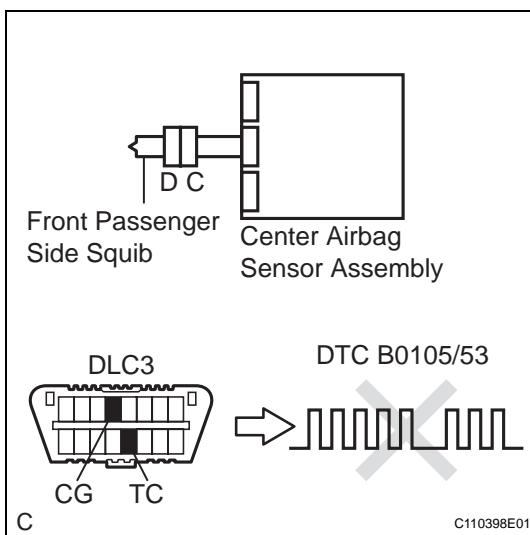 D C
Front Passenger
Side Squib
Center Airbag
Sensor Assembly
DLC3
DTC B0105/53
CG
TC
C
C110398E01